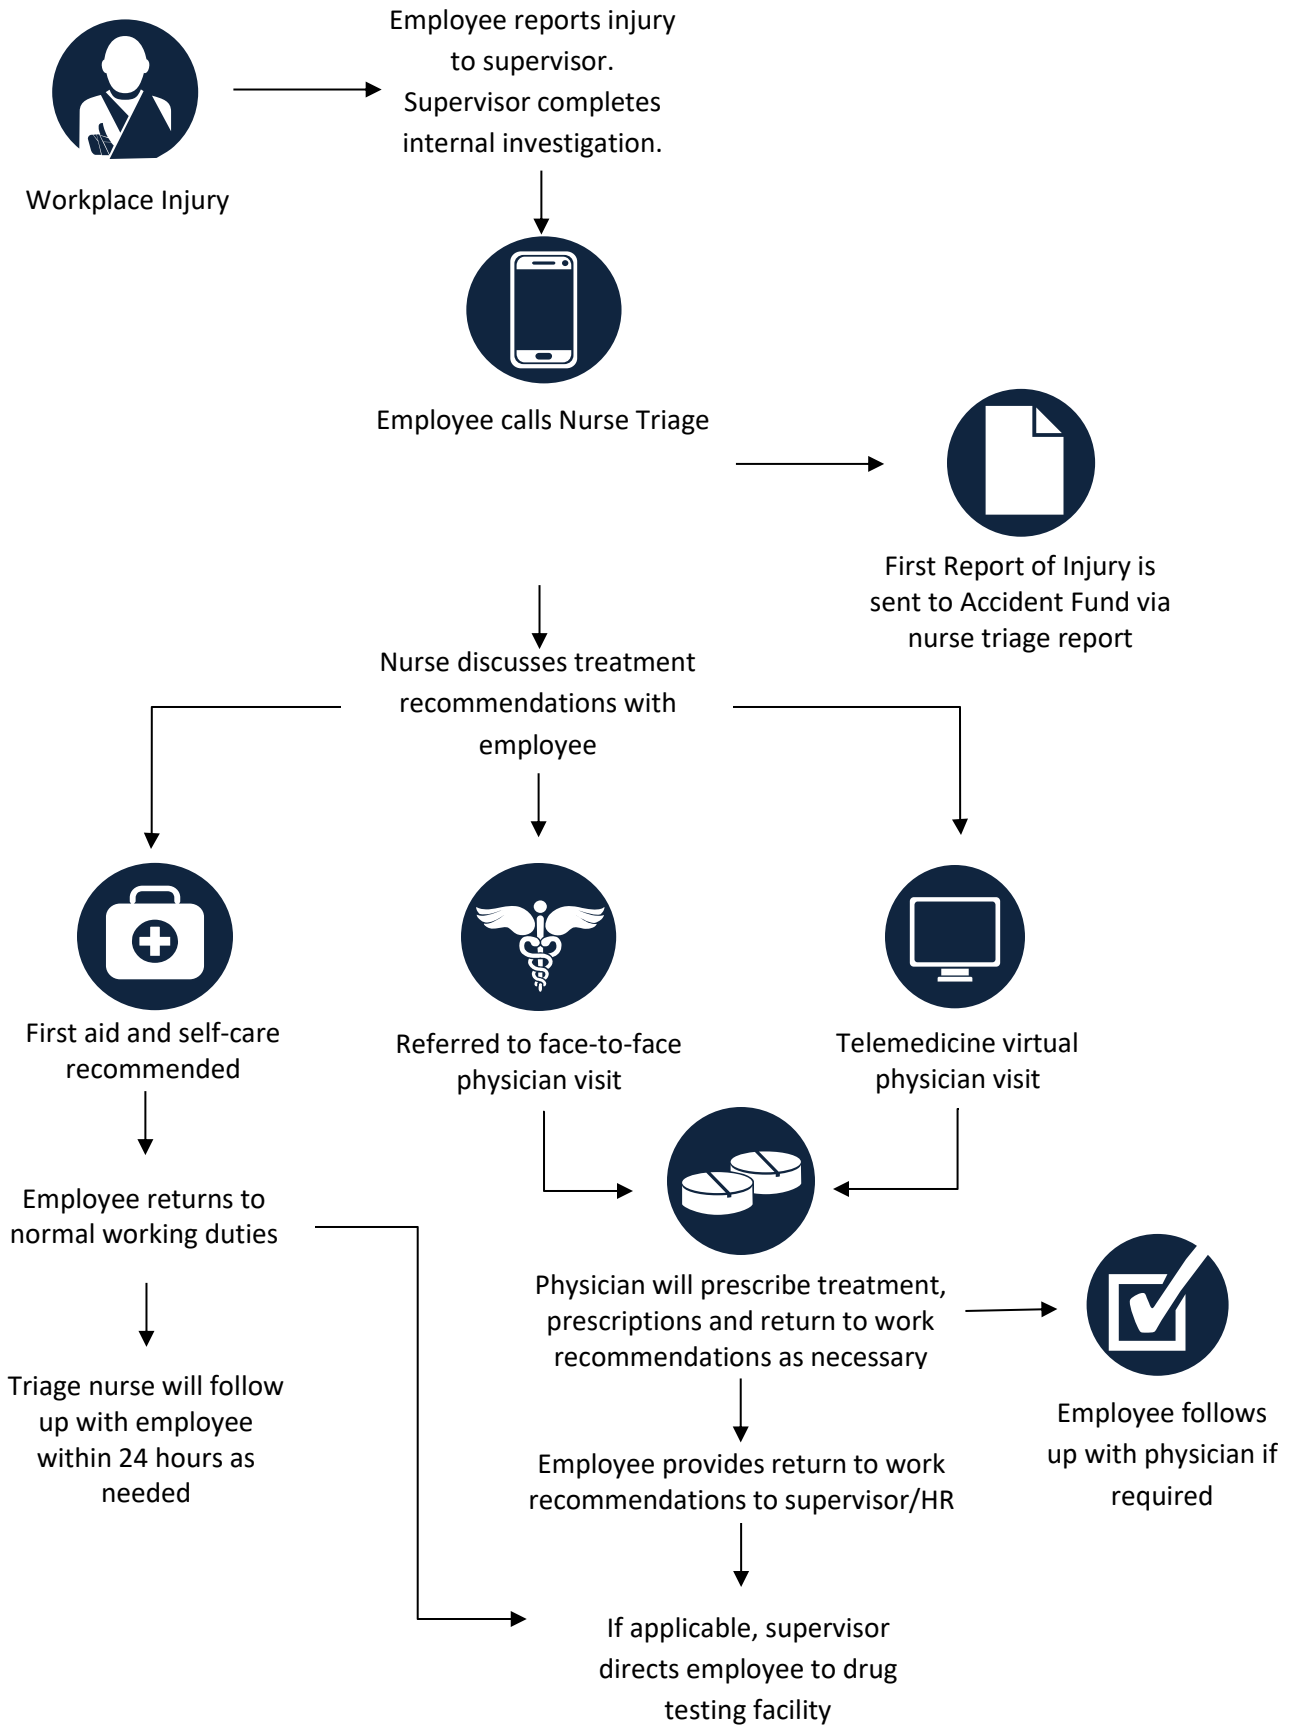 Employee reports injury
to supervisor.
Supervisor completes
internal investigation.
Workplace Injury
Employee calls Nurse Triage
First Report of Injury is
sent to Accident Fund via
nurse triage report
Nurse discusses treatment
recommendations with
employee
First aid and self-care
recommended
Referred to face-to-face
physician visit
Telemedicine virtual
physician visit
Employee returns to
normal working duties
Physician will prescribe treatment,
prescriptions and return to work
recommendations as necessary
Triage nurse will follow
up with employee
within 24 hours as
needed
Employee follows
up with physician if
required
Employee provides return to work
recommendations to supervisor/HR
If applicable, supervisor
directs employee to drug
testing facility